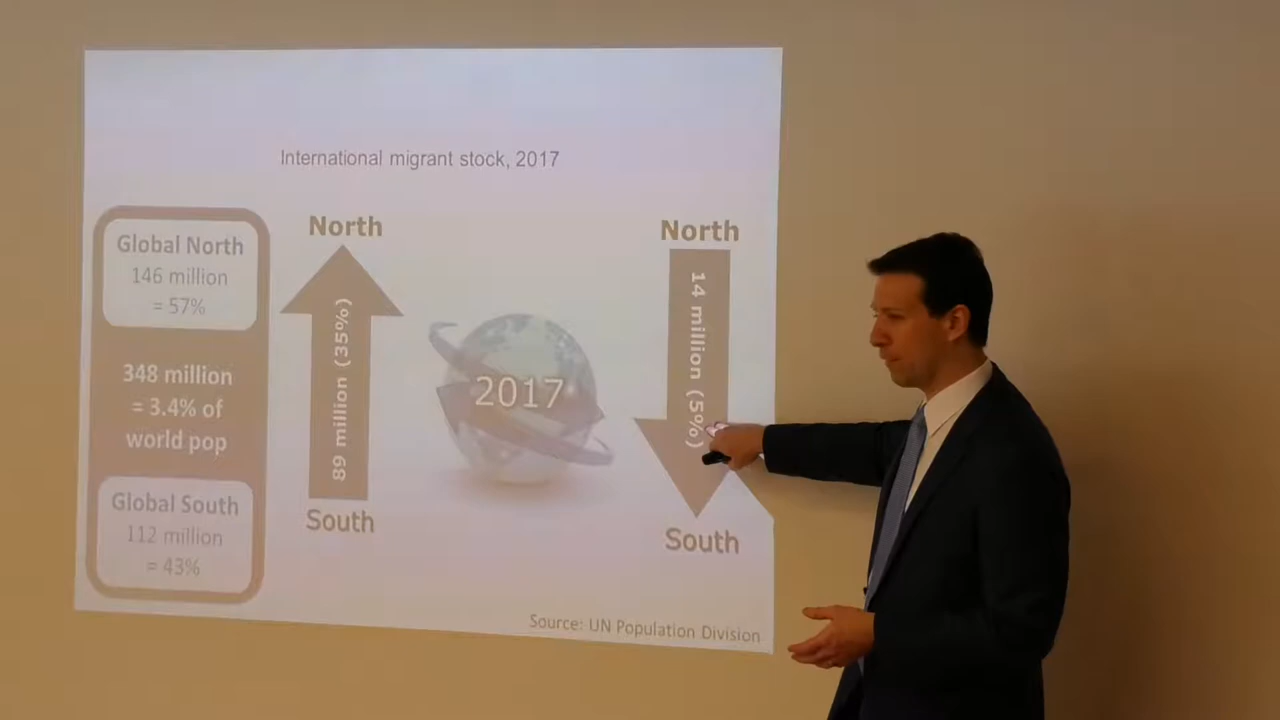 International migrant stock, 2017
Global North
146 million
= 57%
348 million
= 3.4% of
world pop
Global South
112 million
= 43%
North
89 million (35%)
South
2017
North
14 million (5%)
South
Source: UN Population Division